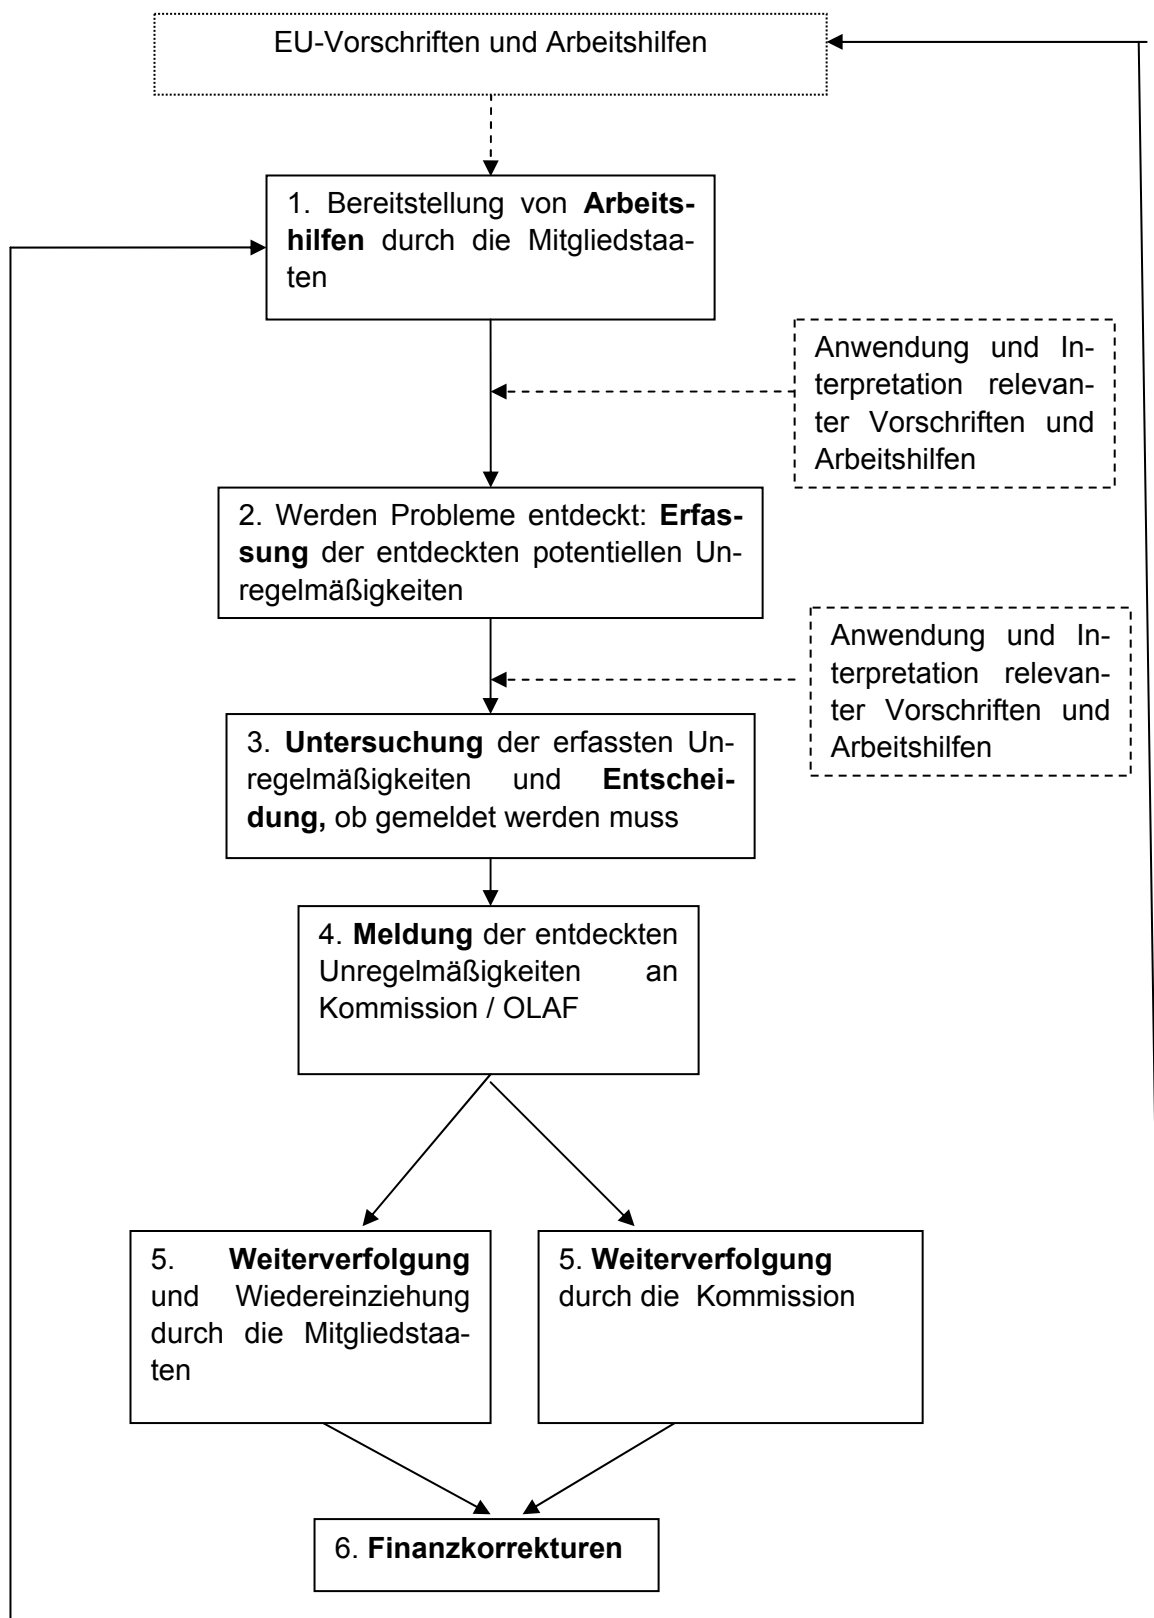 EU-Vorschriften und Arbeitshilfen
1. Bereitstellung von Arbeits-
hilfen durch die Mitgliedstaa-
ten
Anwendung und In-
terpretation relevan-
ter Vorschriften und
Arbeitshilfen
2. Werden Probleme entdeckt: Erfas-
sung der entdeckten potentiellen Un-
regelmäßigkeiten
Anwendung und In-
terpretation relevan-
ter Vorschriften und
Arbeitshilfen
3. Untersuchung der erfassten Un-
regelmäßigkeiten und Entschei-
dung, ob gemeldet werden muss
4. Meldung der entdeckten
Unregelmäßigkeiten an
Kommission / OLAF
5. Weiterverfolgung
und Wiedereinziehung
durch die Mitgliedstaa-
ten
5. Weiterverfolgung
durch die Kommission
6. Finanzkorrekturen